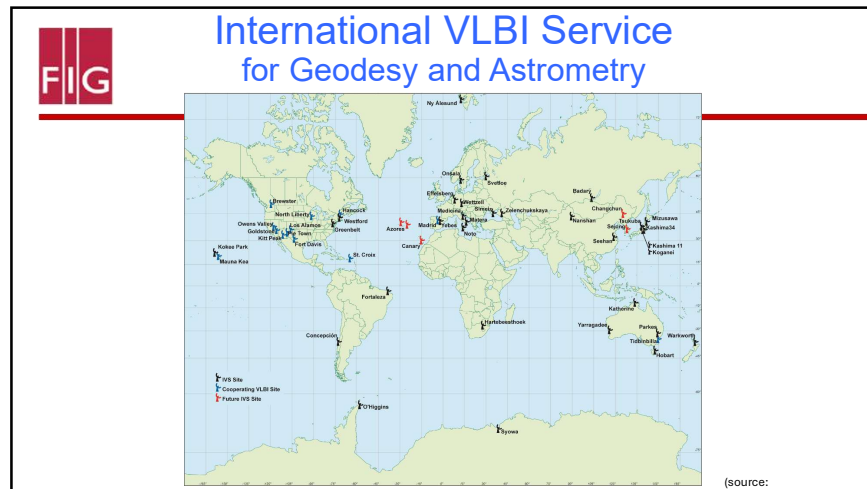 International VLBI Service
for Geodesy and Astrometry
FIG
Ny Alesund
Onsala
Svetloe
Effelsberg
Wettzell
Badary
Brewster
Hancock
Medicina
Simeiz
Zelenchukskaya
Changchun
North Liberty
Westford
Matera
Nanshan
Tsukuba
Mizusawa
Owens Valley
Los Alamos
Greenbelt
Azores
Madrid
Yebes
Sejong
Kashima34
Goldstone
Pie Town
Noto
Kitt Peak
Fort Davis
Canary
Seshan
Kashima 11
Koganei
Kokee Park
Mauna Kea
St. Croix
Fortaleza
Katherine
Hartebeesthoek
Yarragadee
Parkes
Warkworth
Concepción
Tidbinbilla
Hobart
IVS Site
Cooperating VLBI Site
Future IVS Site
O'Higgins
Syowa
(source: